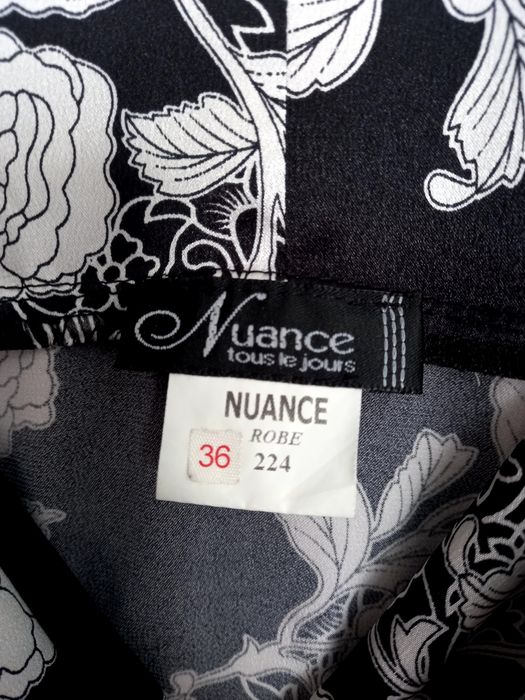 Nuance
tous le jours
NUANCE
ROBE
36 224